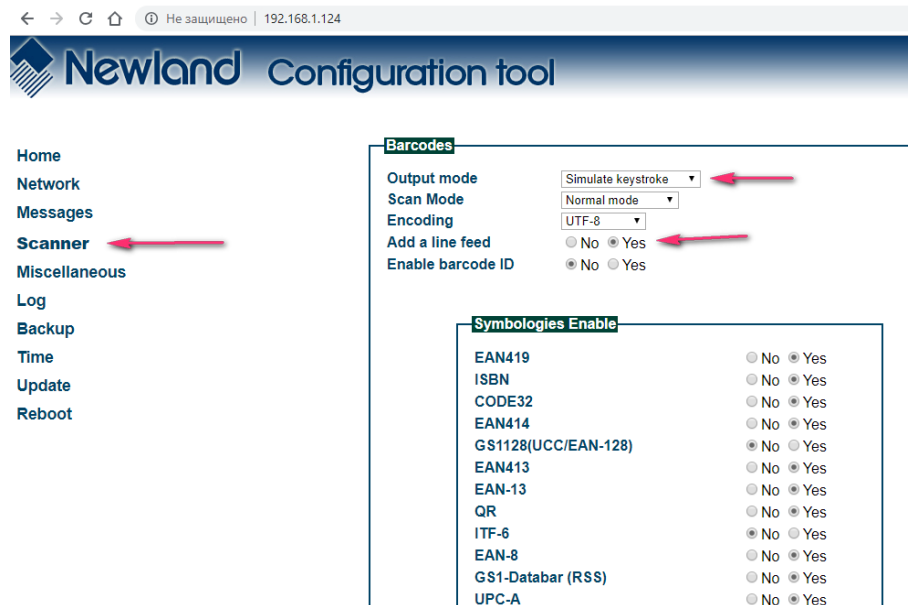 Не защищено 192.168.1.124
Newland Configuration tool
Home
Network
Messages
Scanner
Miscellaneous
Log
Backup
Time
Update
Reboot
Barcodes
Output mode Simulate keystroke
Scan Mode Normal mode
Encoding UTF-8
Add a line feed No Yes
Enable barcode ID No Yes
Symbologies Enable
EAN419 No Yes
ISBN No Yes
CODE32 No Yes
EAN414 No Yes
GS1128(UCC/EAN-128) No Yes
EAN413 No Yes
EAN-13 No Yes
QR No Yes
ITF-6 No Yes
EAN-8 No Yes
GS1-Databar (RSS) No Yes
UPC-A No Yes